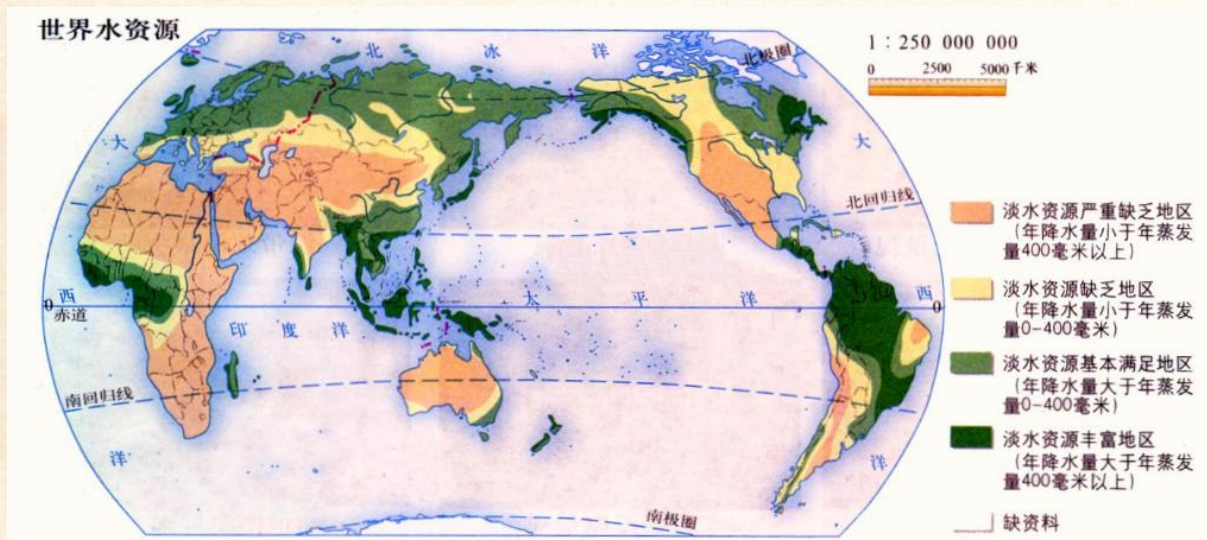 世界水资源
1：250 000 000
0 2500 5000千米
北冰洋
北极圈
大
大
北回归线
西
0
赤道
太平洋
西
0
印度洋
南回归线
洋
洋
南极圈
淡水资源严重缺乏地区
(年降水量小于年蒸发
量400毫米以上)
淡水资源缺乏地区
(年降水量小于年蒸发
量0-400毫米)
淡水资源基本满足地区
(年降水量大于年蒸发
量0-400毫米)
淡水资源丰富地区
(年降水量大于年蒸发
量400毫米以上)
缺资料